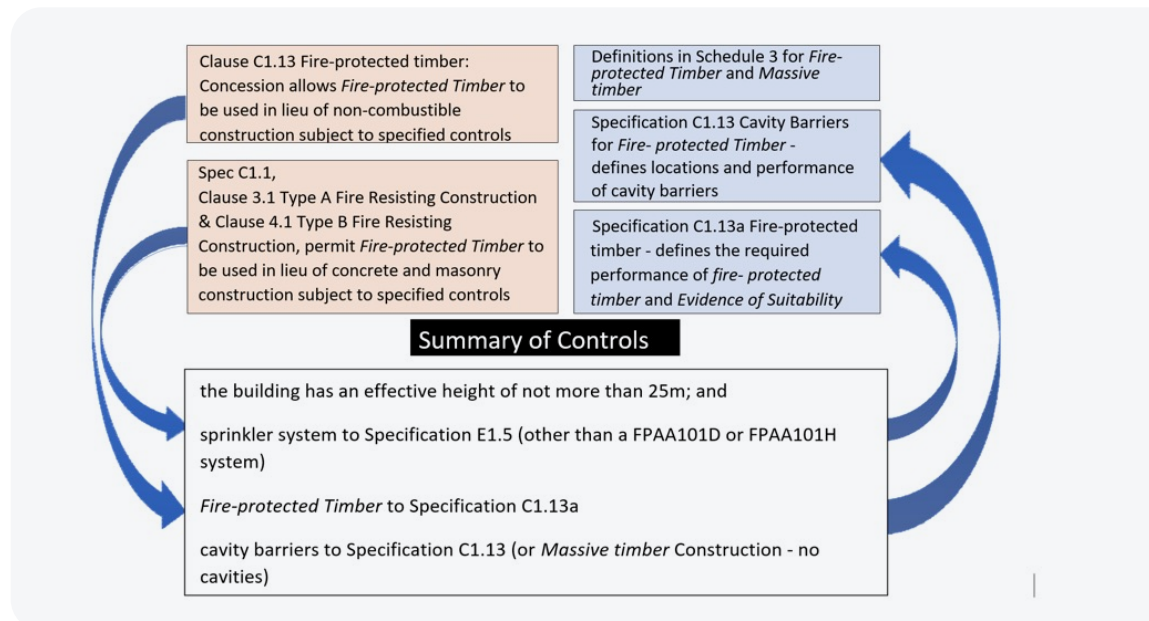 Clause C1.13 Fire-protected timber:
Concession allows Fire-protected Timber to
be used in lieu of non-combustible
construction subject to specified controls
Spec C1.1,
Clause 3.1 Type A Fire Resisting Construction
& Clause 4.1 Type B Fire Resisting
Construction, permit Fire-protected Timber to
be used in lieu of concrete and masonry
construction subject to specified controls
Definitions in Schedule 3 for Fire-
protected Timber and Massive
timber
Specification C1.13 Cavity Barriers
for Fire- protected Timber -
defines locations and performance
of cavity barriers
Specification C1.13a Fire-protected
timber - defines the required
performance of fire- protected
timber and Evidence of Suitability
Summary of Controls
the building has an effective height of not more than 25m; and
sprinkler system to Specification E1.5 (other than a FPAA101D or FPAA101H
system)
Fire-protected Timber to Specification C1.13a
cavity barriers to Specification C1.13 (or Massive timber Construction - no
cavities)